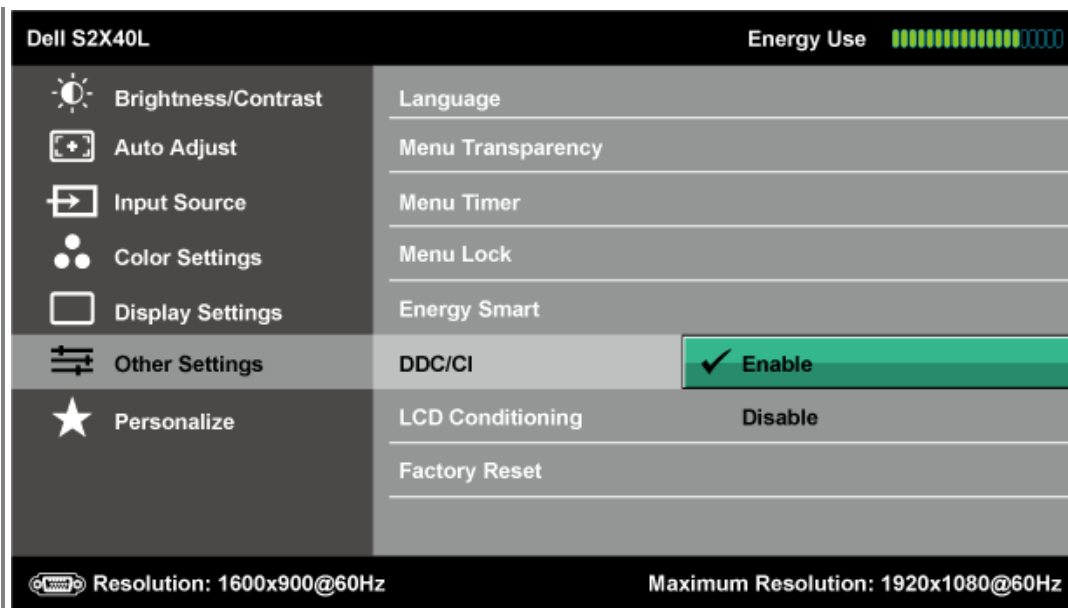 Dell S2X40L
Energy Use
Brightness/Contrast
Auto Adjust
Input Source
Color Settings
Display Settings
Other Settings
Personalize
Language
Menu Transparency
Menu Timer
Menu Lock
Energy Smart
DDC/CI
Enable
LCD Conditioning
Disable
Factory Reset
Resolution: 1600x900@60Hz
Maximum Resolution: 1920x1080@60Hz